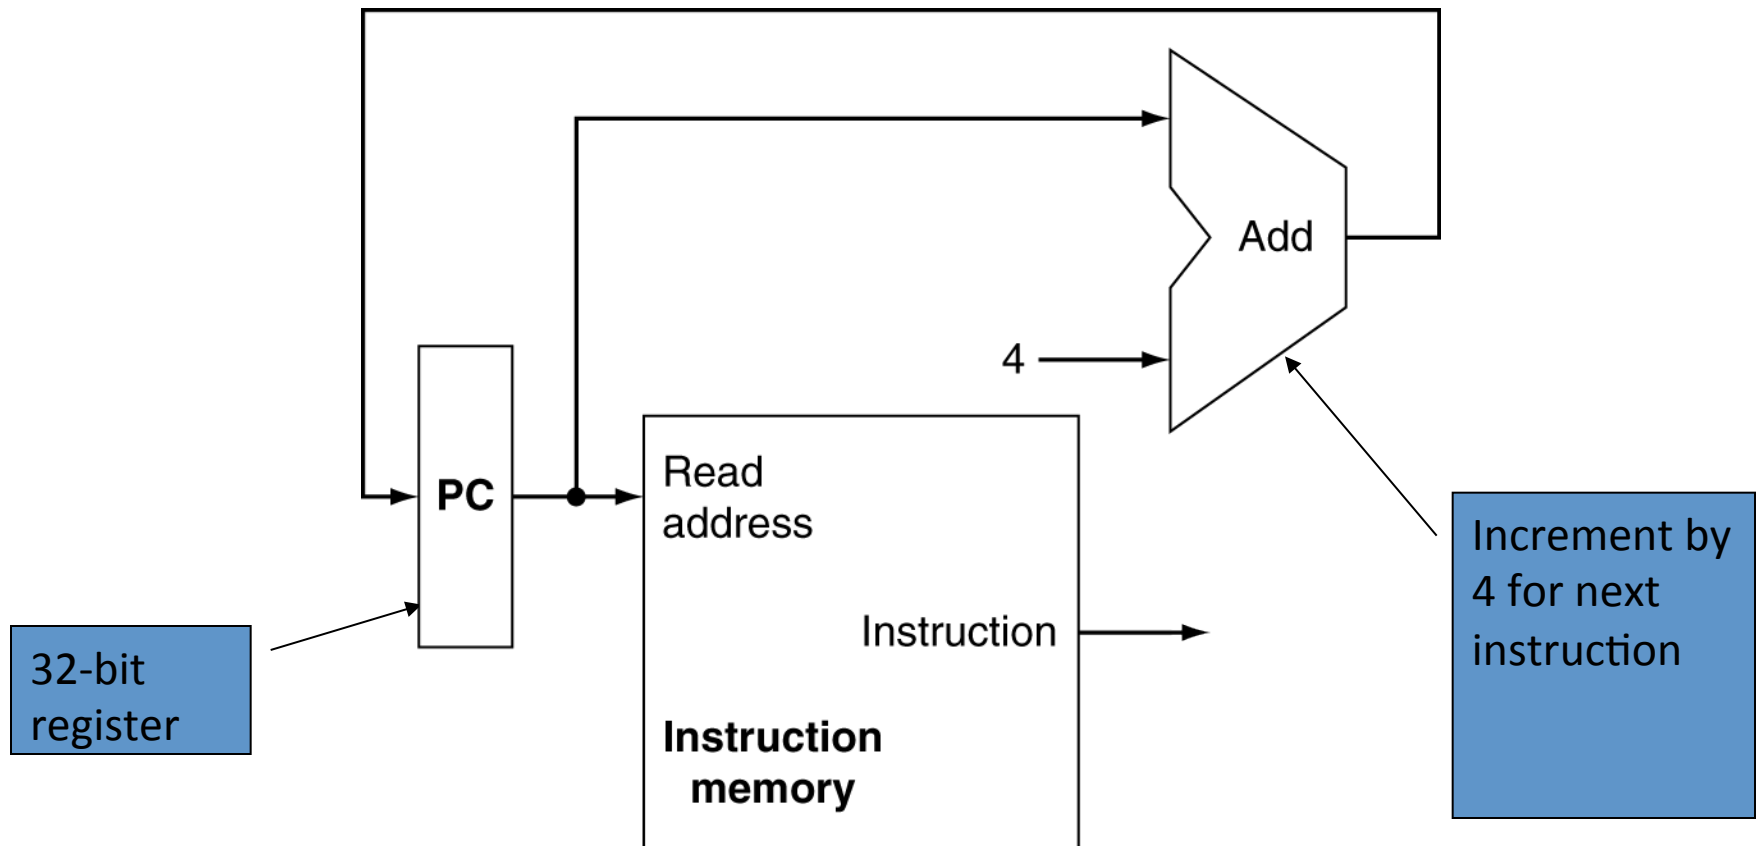 Add
4
PC
Read
address
Instruction
Instruction
memory
32-bit
register
Increment by
4 for next
instruction